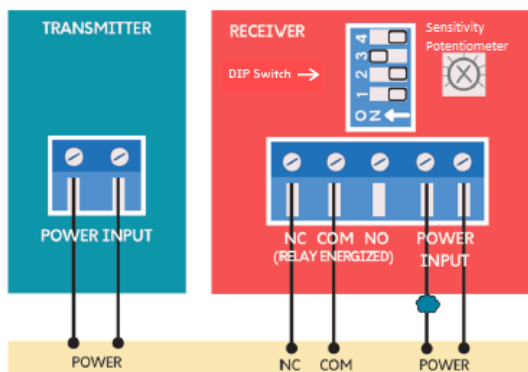 TRANSMITTER
POWER INPUT
POWER
RECEIVER
DIP Switch →
4
3
2
1
ON
Sensitivity
Potentiometer
NC COM NO POWER
(RELAY ENERGIZED) INPUT
NC COM POWER